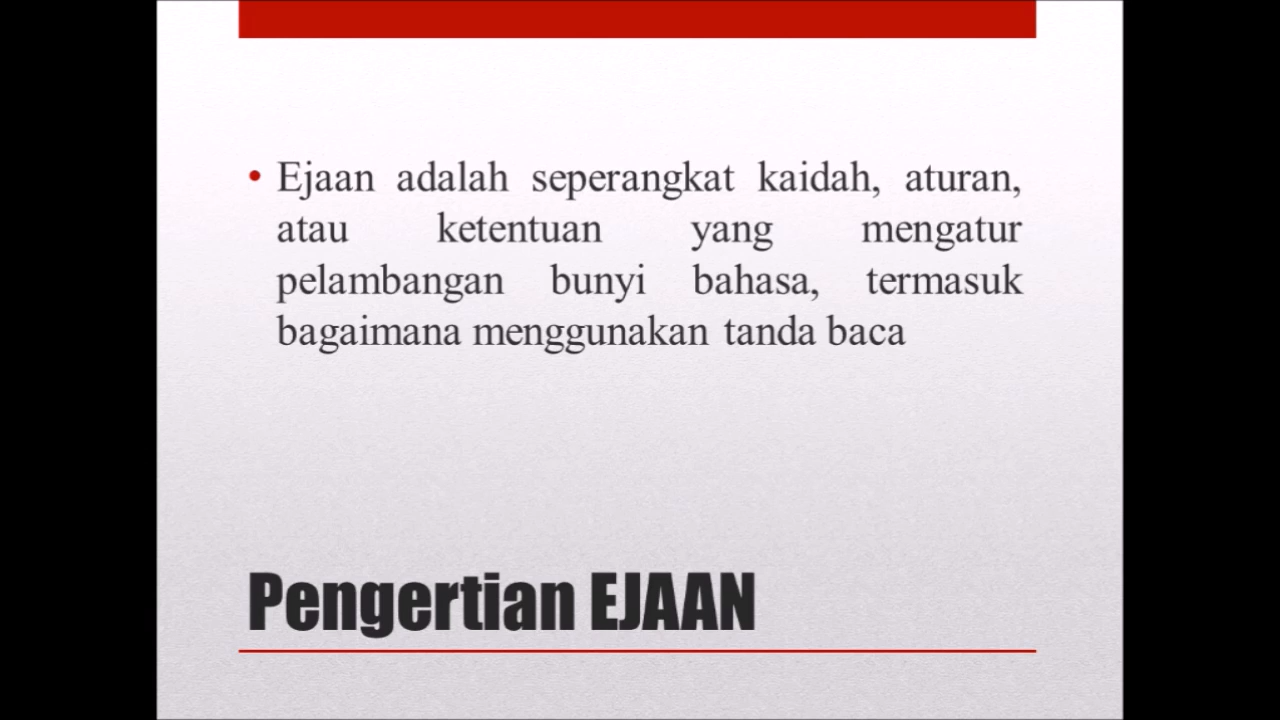 • Ejaan adalah seperangkat kaidah, aturan,
atau ketentuan yang mengatur
pelambangan bunyi bahasa, termasuk
bagaimana menggunakan tanda baca
Pengertian EJAAN